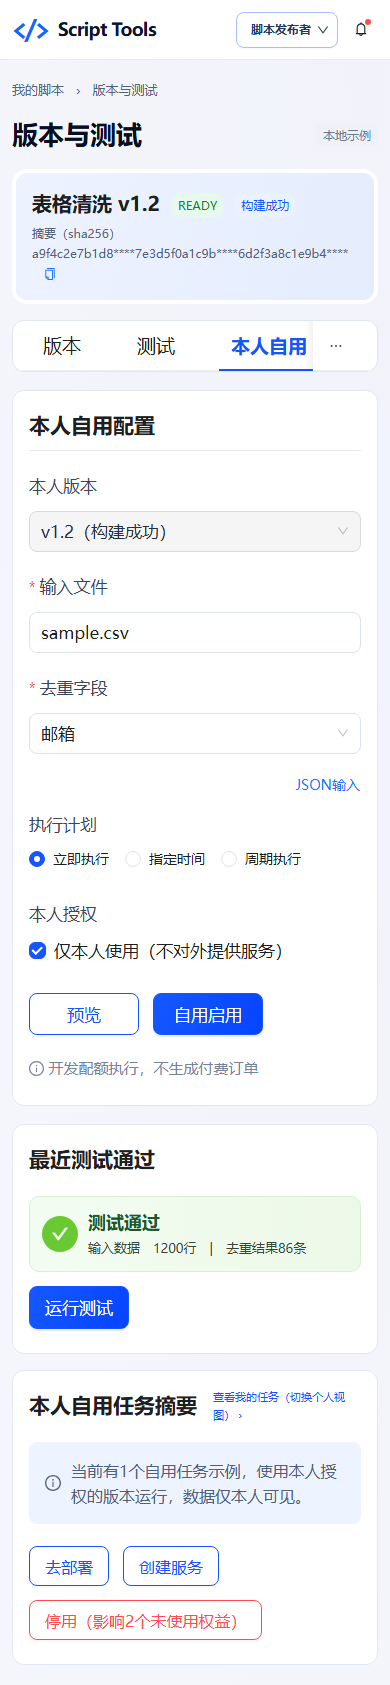 Script Tools
脚本发布者
我的脚本 › 版本与测试
版本与测试
本地示例
表格清洗 v1.2 READY 构建成功
摘要（sha256）
a9f4c2e7b1d8****7e3d5f0a1c9b****6d2f3a8c1e9b4****
版本 测试 本人自用 ···
本人自用配置
本人版本
v1.2（构建成功）
* 输入文件
sample.csv
* 去重字段
邮箱
JSON输入
执行计划
立即执行 指定时间 周期执行
本人授权
仅本人使用（不对外提供服务）
预览 自用启用
开发配额执行，不生成付费订单
最近测试通过
测试通过
输入数据 1200行 | 去重结果86条
运行测试
本人自用任务摘要
查看我的任务（切换个人视
图） ›
当前有1个自用任务示例，使用本人授
权的版本运行，数据仅本人可见。
去部署 创建服务
停用（影响2个未使用权益）